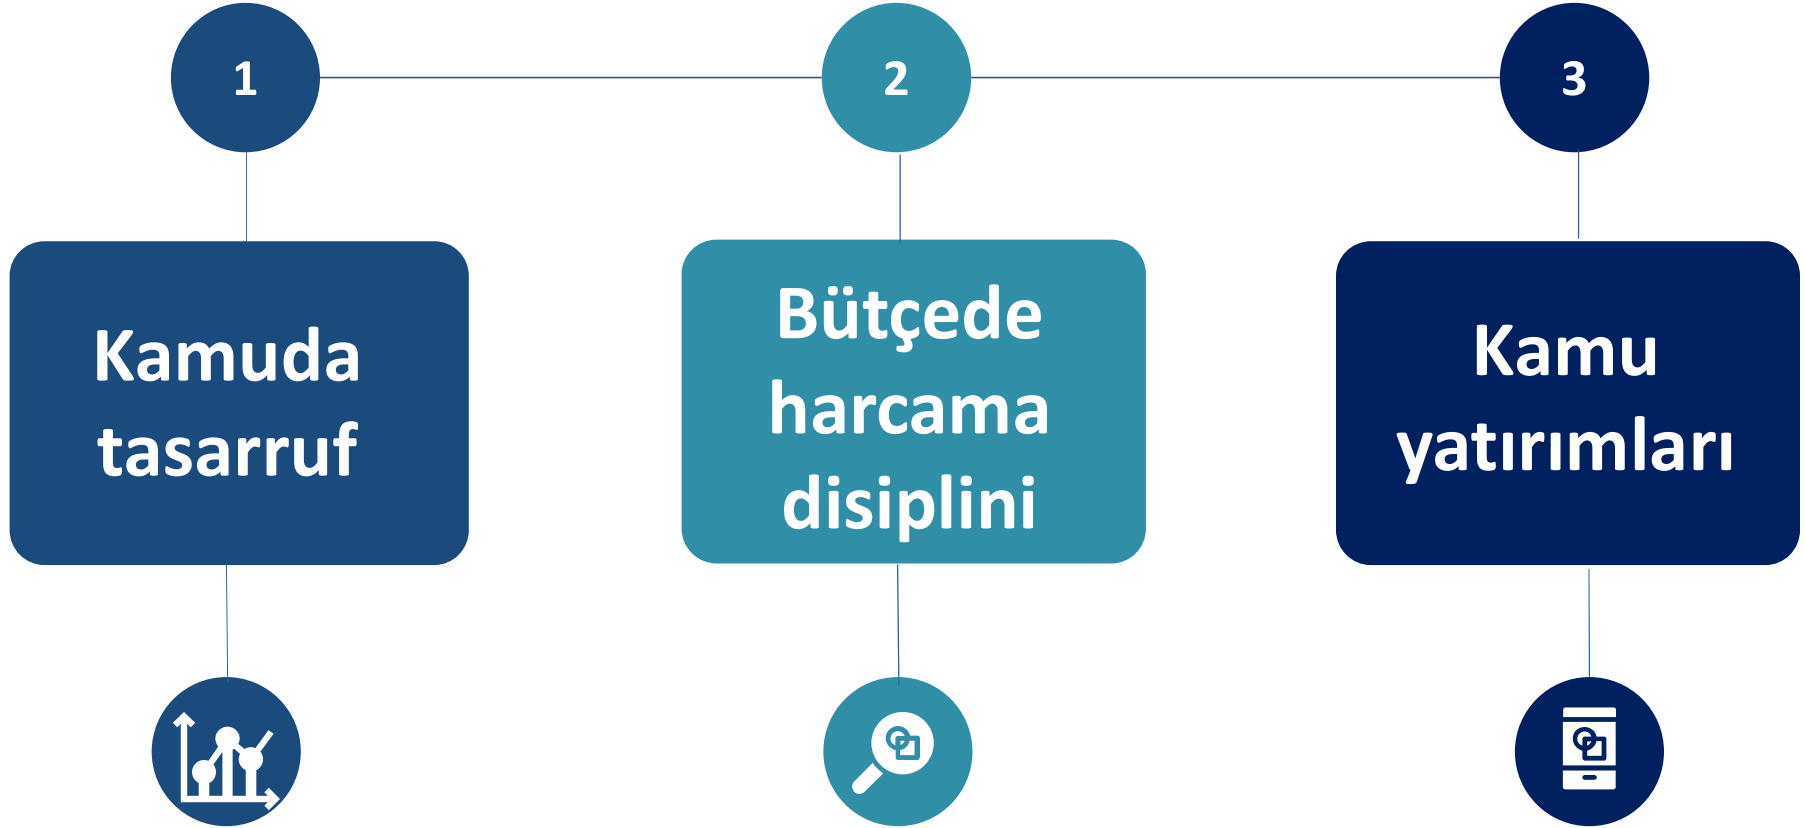 1
2
3
Kamuda
tasarruf
Bütçede
harcama
disiplini
Kamu
yatırımları